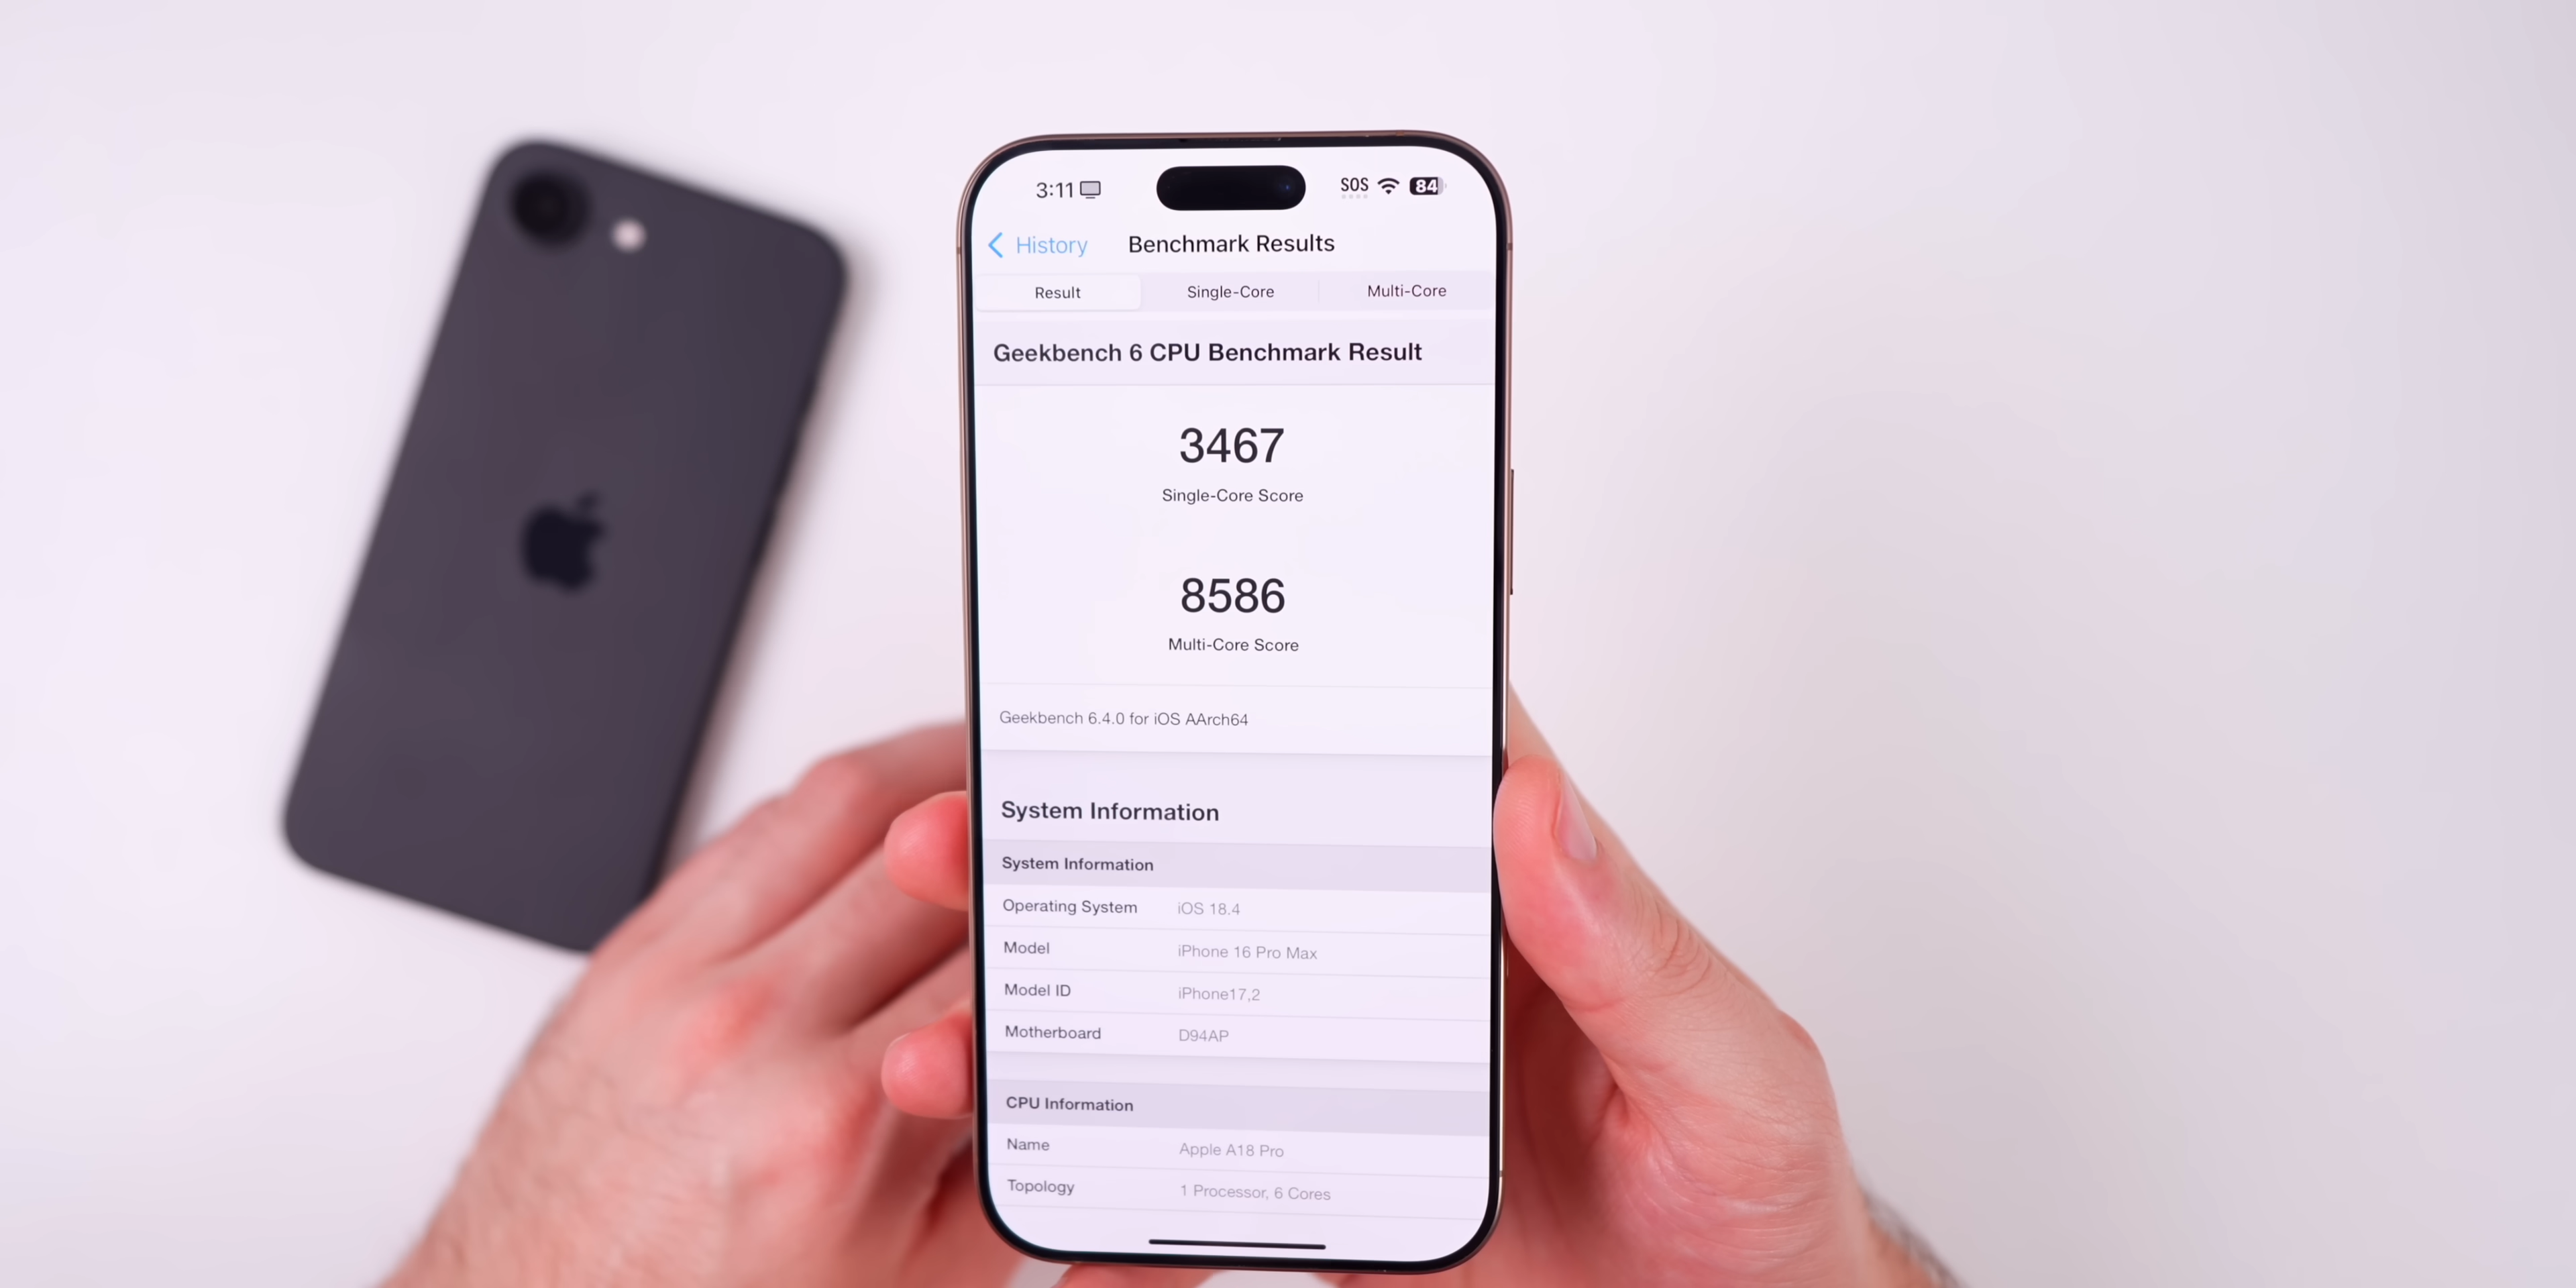 3:11 SOS 84
History Benchmark Results
Result Single-Core Multi-Core
Geekbench 6 CPU Benchmark Result
3467
Single-Core Score
8586
Multi-Core Score
Geekbench 6.4.0 for iOS AArch64
System Information
System Information
Operating System iOS 18.4
Model iPhone 16 Pro Max
Model ID iPhone17,2
Motherboard D94AP
CPU Information
Name Apple A18 Pro
Topology 1 Processor, 6 Cores